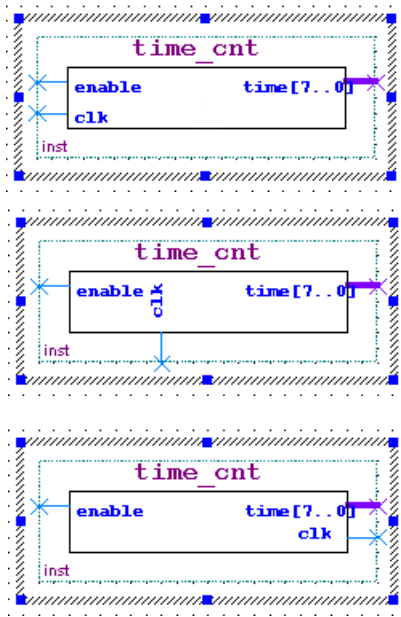 time_cnt
enable time[7..0]
clk
inst
time_cnt
enable clk time[7..0]
inst
time_cnt
enable time[7..0]
clk
inst